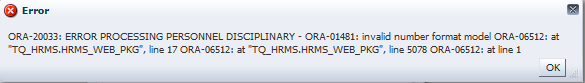 Error
ORA-20033: ERROR PROCESSING PERSONNEL DISCIPLINARY - ORA-01481: invalid number format model ORA-06512: at
"TQ_HRMS.HRMS_WEB_PKG", line 17 ORA-06512: at "TQ_HRMS.HRMS_WEB_PKG", line 5078 ORA-06512: at line 1
OK